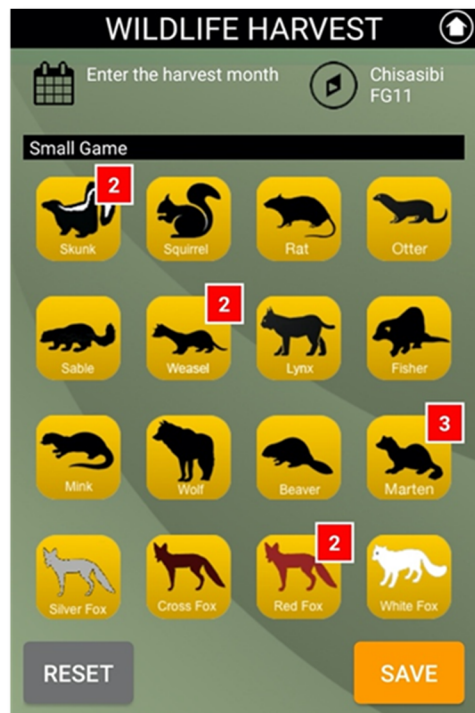 WILDLIFE HARVEST
Enter the harvest month
Chisasibi
FG11
Small Game
2
Skunk
Squirrel
Rat
Otter
2
Sable
Weasel
Lynx
Fisher
3
Mink
Wolf
Beaver
Marten
2
Silver Fox
Cross Fox
Red Fox
White Fox
RESET
SAVE